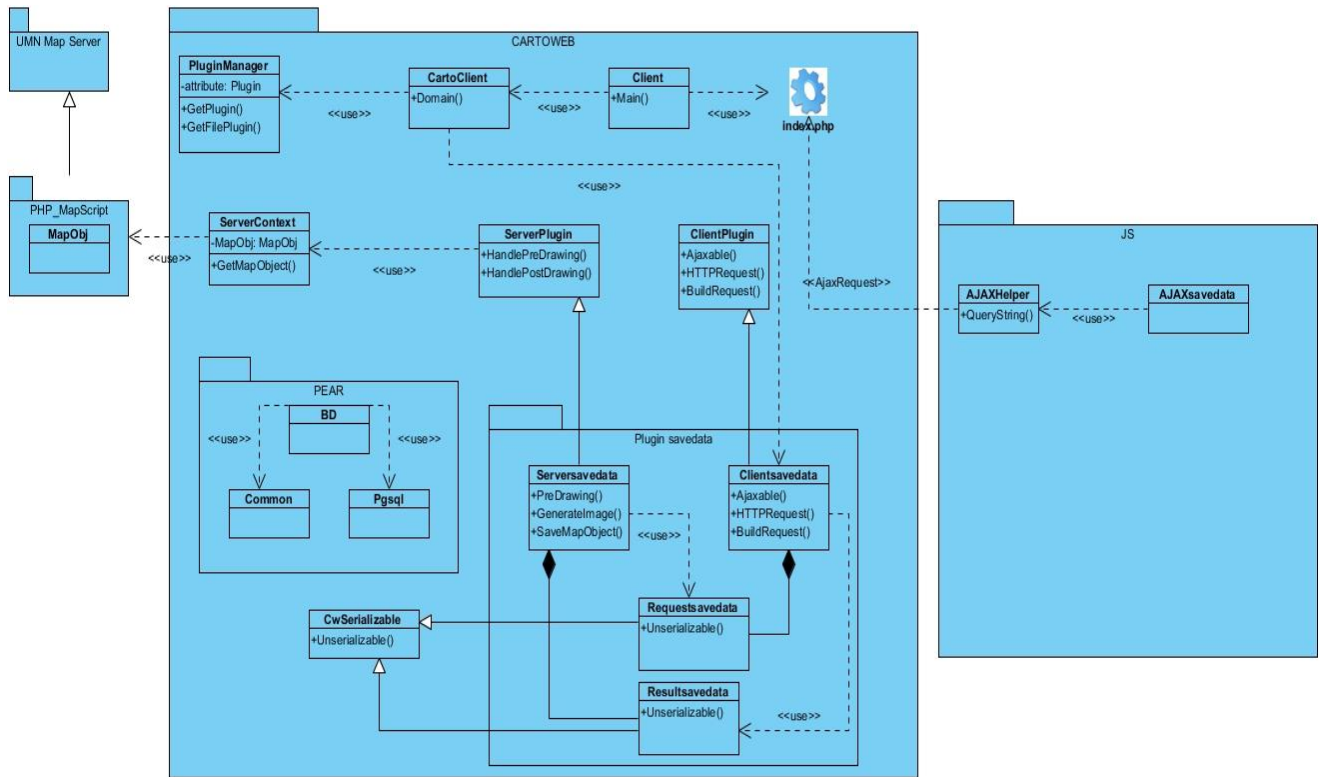 UMN Map Server
CARTOWEB
PluginManager
-attribute: Plugin
+GetPlugin()
+GetFilePlugin()
<<use>>
CartoClient
+Domain()
<<use>>
Client
+Main()
<<use>>
index.php
<<use>>
PHP_MapScript
MapObj
<<use>>
ServerContext
-MapObj: MapObj
+GetMapObject()
<<use>>
ServerPlugin
+HandlePreDrawing()
+HandlePostDrawing()
ClientPlugin
+Ajaxable()
+HTTPRequest()
+BuildRequest()
<<AjaxRequest>>
JS
AJAXHelper
+QueryString()
<<use>>
AJAXsavedata
PEAR
BD
<<use>>
<<use>>
Common
Pgsql
Plugin savedata
Serversavedata
+PreDrawing()
+GenerateImage()
+SaveMapObject()
<<use>>
Clientsavedata
+Ajaxable()
+HTTPRequest()
+BuildRequest()
CwSerializable
+Unserializable()
Requestsavedata
+Unserializable()
Resultsavedata
+Unserializable()
<<use>>